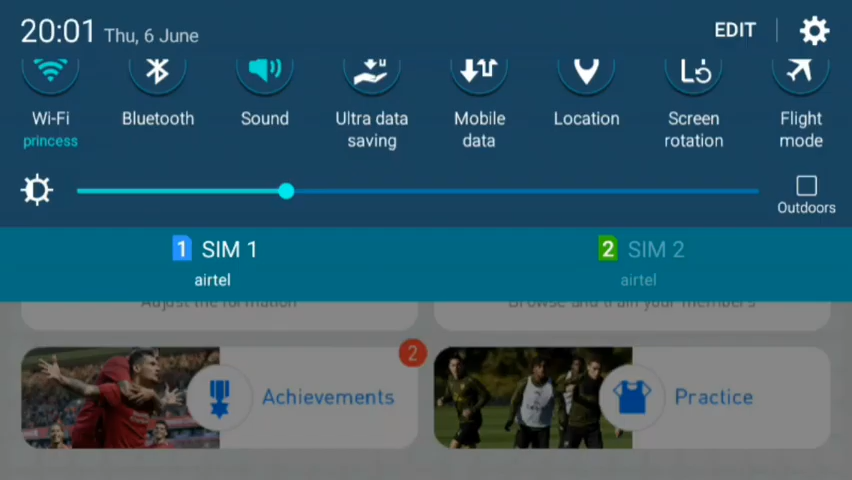 20:01 Thu, 6 June EDIT
Wi-Fi Bluetooth Sound Ultra data saving Mobile data Location Screen rotation Flight mode
princess
Outdoors
1 SIM 1 2 SIM 2
airtel airtel
Adjust the formation Browse and train your members
2
Achievements Practice